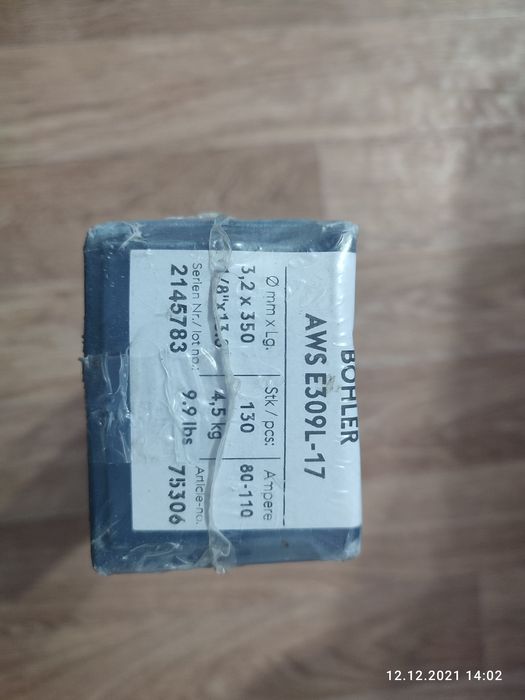 BÖHLER
AWS E309L-17
Ø mm x Lg. Stk / pcs: Ampere
3,2 x 350 130 80-110
4,5 kg
Serien Nr./ lot no.: 9.9 lbs Article-no.
2145783 75306
12.12.2021 14:02